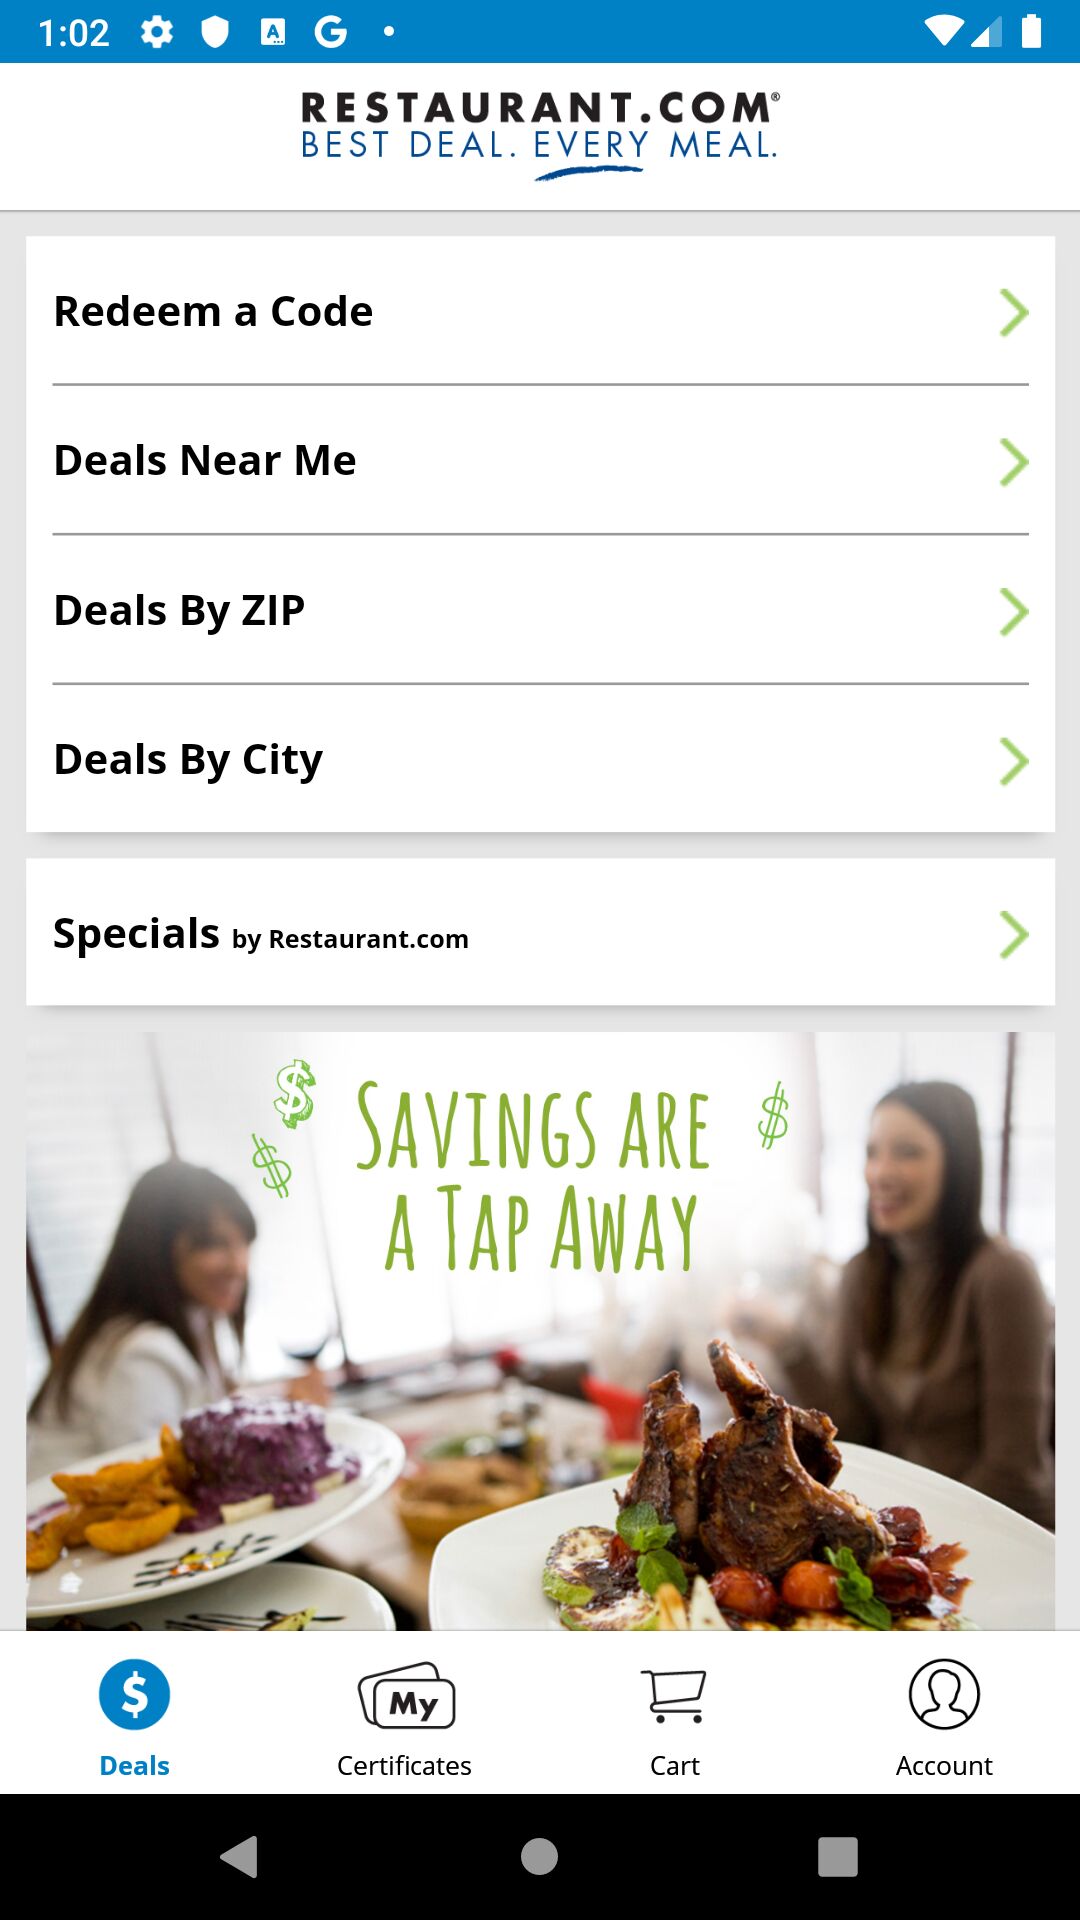 1:02
RESTAURANT.COM®
BEST DEAL. EVERY MEAL.
Redeem a Code
Deals Near Me
Deals By ZIP
Deals By City
Specials by Restaurant.com
$ SAVINGS ARE $
$ A TAP AWAY
$ My
Deals Certificates Cart Account